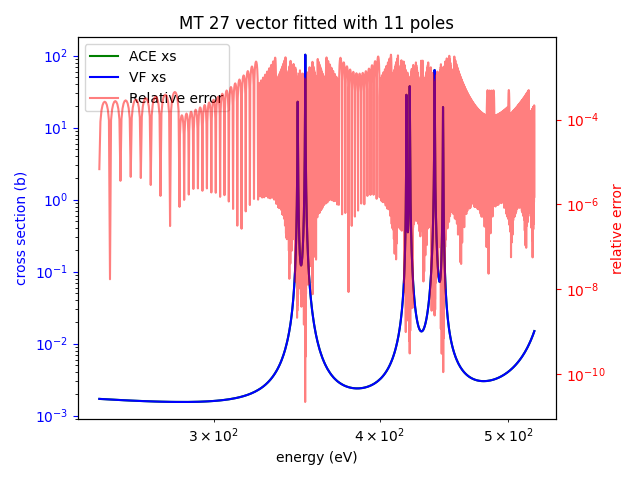 MT 27 vector fitted with 11 poles
ACE xs
VF xs
Relative error
10²
10¹
10⁰
10⁻¹
10⁻²
10⁻³
cross section (b)
10⁻⁴
10⁻⁶
10⁻⁸
10⁻¹⁰
relative error
3 × 10² 4 × 10² 5 × 10²
energy (eV)